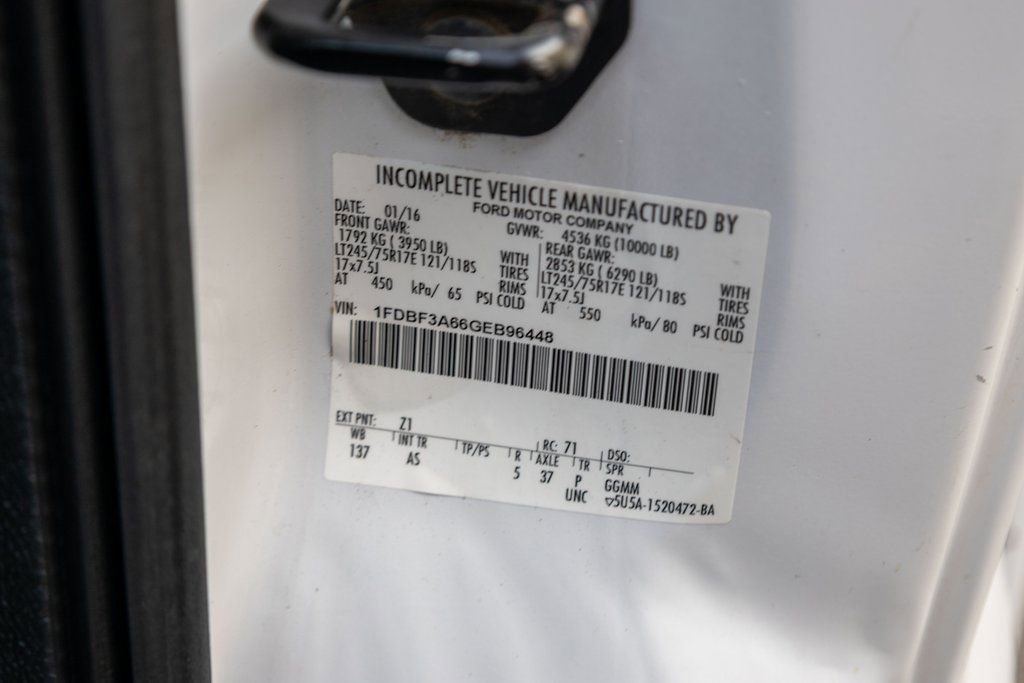 INCOMPLETE VEHICLE MANUFACTURED BY
FORD MOTOR COMPANY
DATE: 01/16 GVWR: 4536 KG (10000 LB)
FRONT GAWR: REAR GAWR:
1792 KG ( 3950 LB) WITH 2853 KG ( 6290 LB) WITH
LT245/75R17E 121/118S TIRES LT245/75R17E 121/118S TIRES
17x7.5J RIMS 17x7.5J RIMS
AT 450 kPa/ 65 PSI COLD AT 550 kPa/ 80 PSI COLD
VIN: 1FDBF3A66GEB96448
EXT PNT: Z1 RC: 71 DSO:
WB INT TR TP/PS R AXLE TR SPR
137 AS 5 37 P GGMM
UNC ▽5U5A-1520472-BA